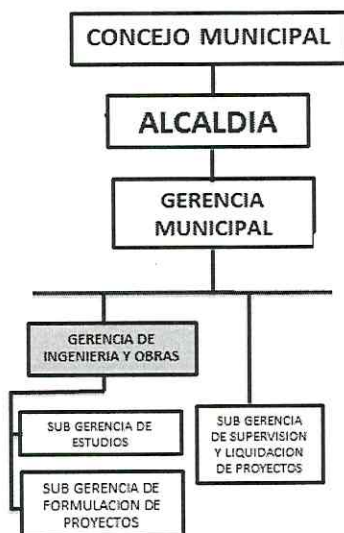 CONCEJO MUNICIPAL
ALCALDIA
GERENCIA
MUNICIPAL
GERENCIA DE
INGENIERIA Y OBRAS
SUB GERENCIA DE
ESTUDIOS
SUB GERENCIA DE
FORMULACION DE
PROYECTOS
SUB GERENCIA
DE SUPERVISION
Y LIQUIDACION
DE PROYECTOS